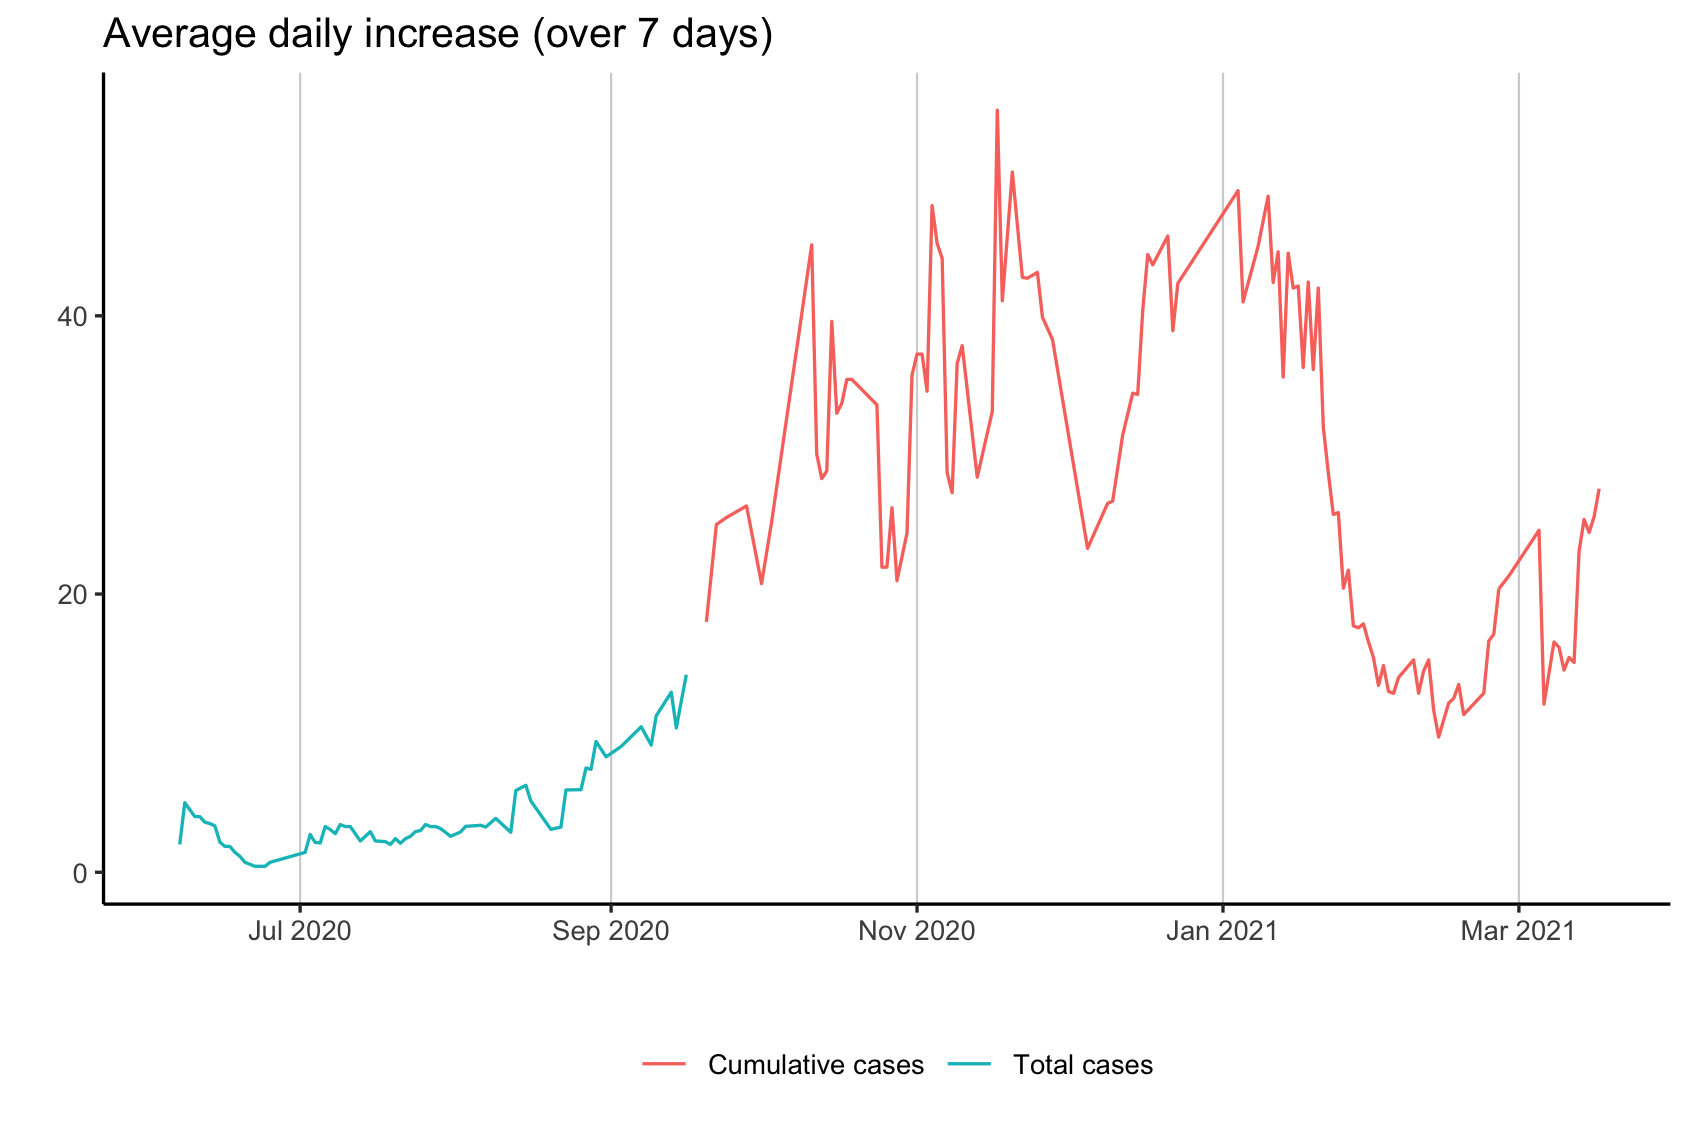 Average daily increase (over 7 days)
40
20
0
Jul 2020 Sep 2020 Nov 2020 Jan 2021 Mar 2021
Cumulative cases Total cases